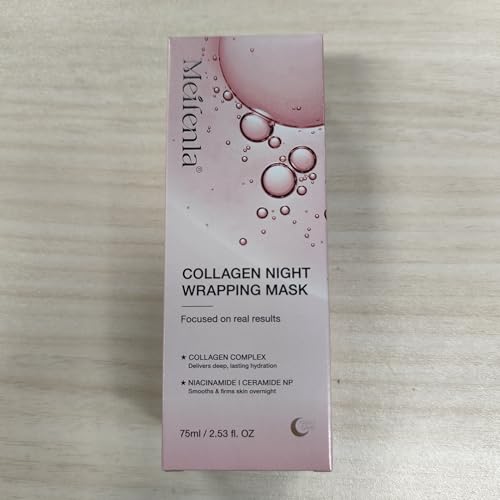 Meifenla®
COLLAGEN NIGHT
WRAPPING MASK
Focused on real results
★ COLLAGEN COMPLEX
Delivers deep, lasting hydration
★ NIACINAMIDE I CERAMIDE NP
Smooths & firms skin overnight
75ml / 2.53 fl. OZ